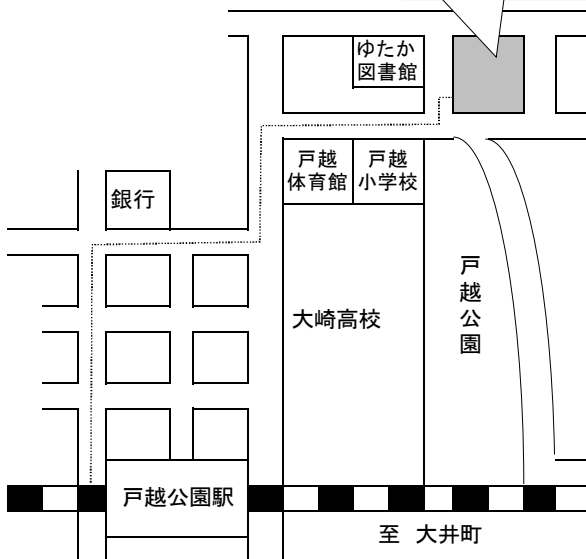 ゆたか
図書館
戸越
体育館
戸越
小学校
銀行
戸越公園
大崎高校
戸越公園駅
至 大井町